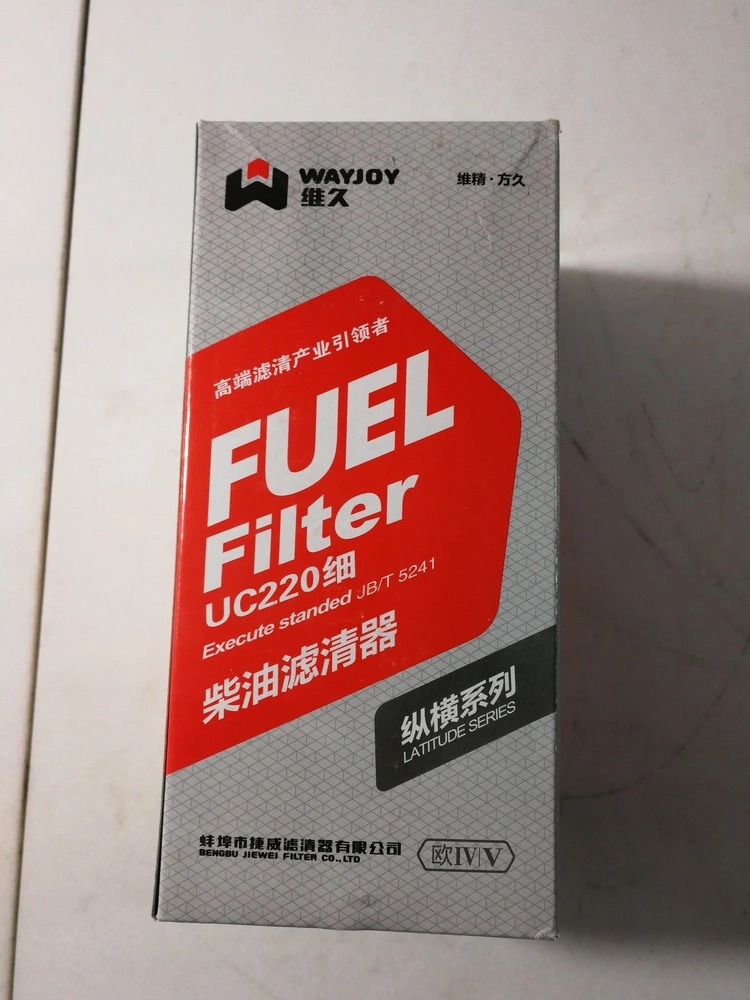 WAYJOY
维久
维精·方久
高端滤清产业引领者
FUEL
Filter
UC220细
Execute standed JB/T 5241
柴油滤清器
纵横系列
LATITUDE SERIES
蚌埠市捷威滤清器有限公司
BENGBU JIEWEI FILTER CO.,LTD
欧IV|V